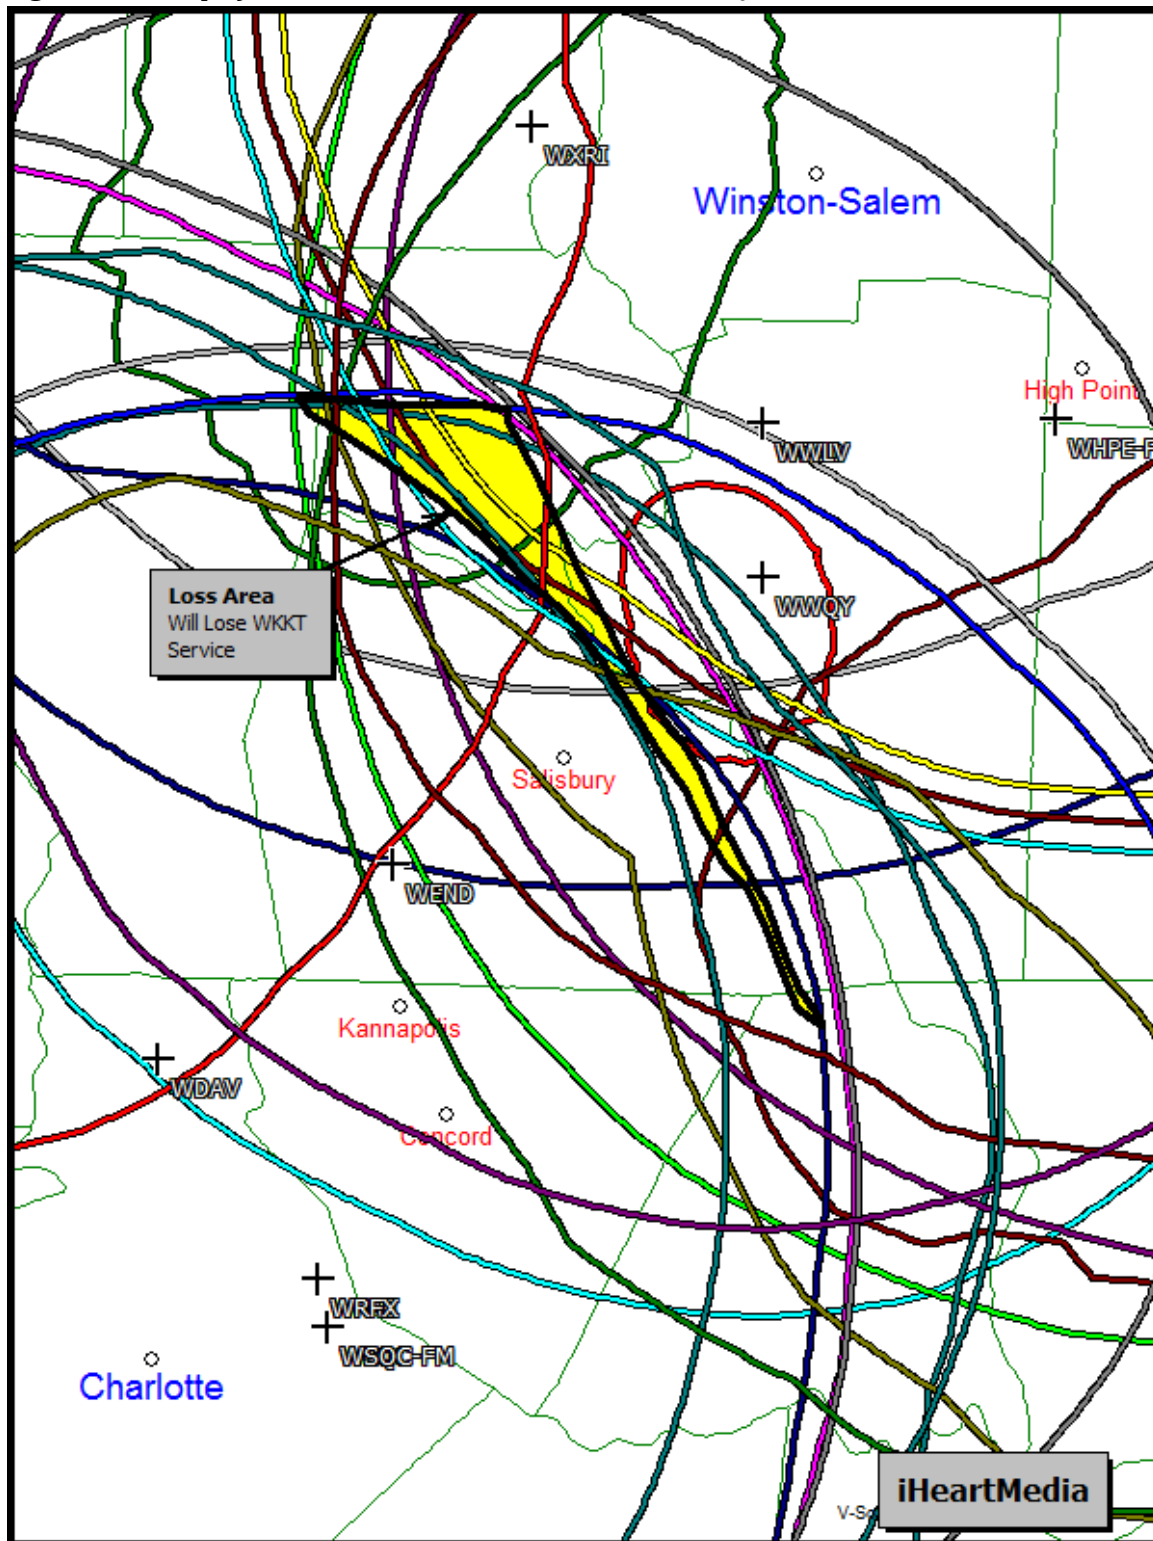 WXRI
Winston-Salem
High Point
WWLV
WHPE-F
Loss Area
Will Lose WKKT
Service
WWQY
Salisbury
WEND
Kannapolis
WDAV
Concord
WRFX
WSQC-FM
Charlotte
iHeartMedia
V-So